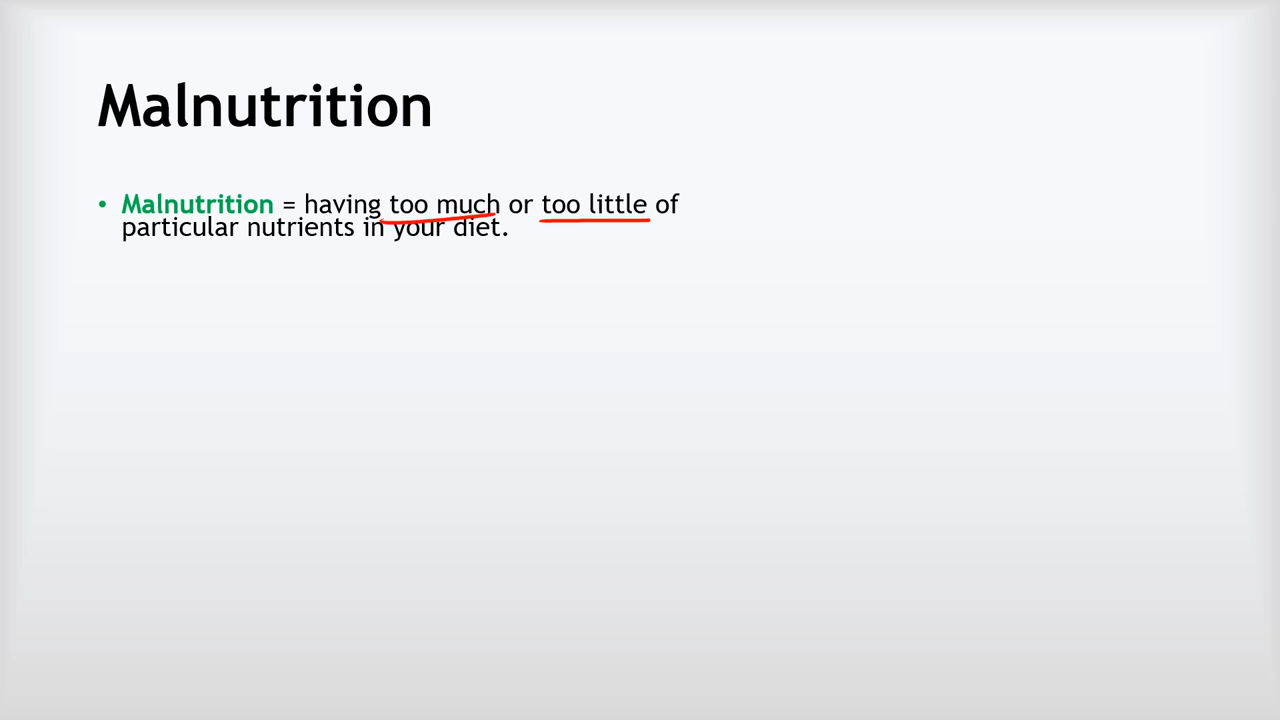 Malnutrition
• Malnutrition = having too much or too little of
particular nutrients in your diet.